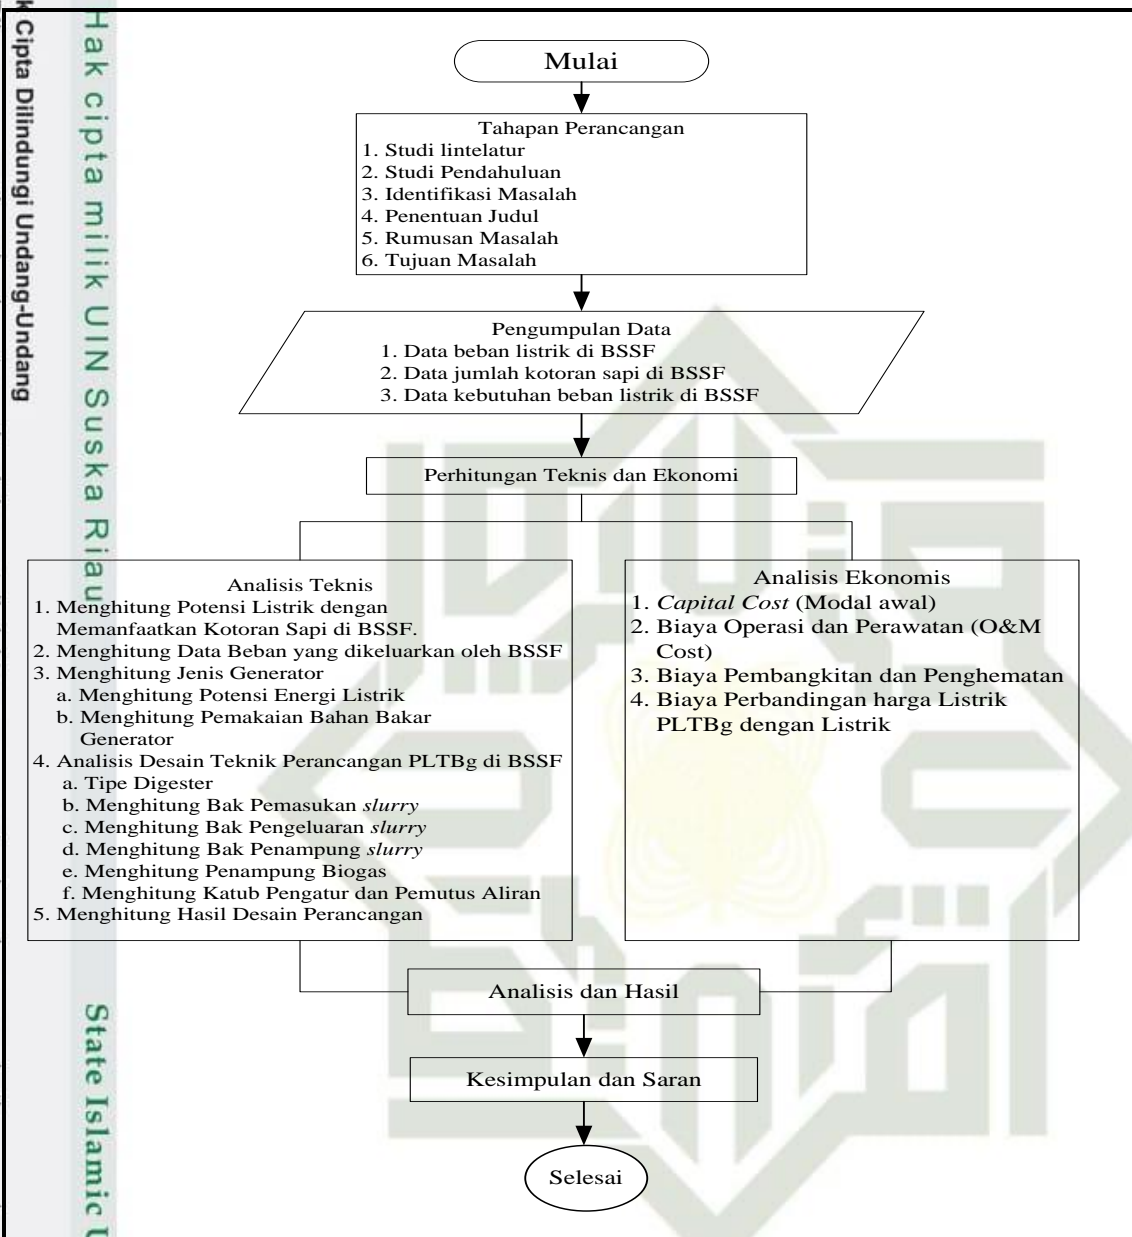 k Cipta Dilindungi Undang-Undang
Hak cipta milik UIN Suska Riau
State Islamic U
Mulai
Tahapan Perancangan
1. Studi lintelatur
2. Studi Pendahuluan
3. Identifikasi Masalah
4. Penentuan Judul
5. Rumusan Masalah
6. Tujuan Masalah
Pengumpulan Data
1. Data beban listrik di BSSF
2. Data jumlah kotoran sapi di BSSF
3. Data kebutuhan beban listrik di BSSF
Perhitungan Teknis dan Ekonomi
Analisis Teknis
1. Menghitung Potensi Listrik dengan
Memanfaatkan Kotoran Sapi di BSSF.
2. Menghitung Data Beban yang dikeluarkan oleh BSSF
3. Menghitung Jenis Generator
a. Menghitung Potensi Energi Listrik
b. Menghitung Pemakaian Bahan Bakar
Generator
4. Analisis Desain Teknik Perancangan PLTBg di BSSF
a. Tipe Digester
b. Menghitung Bak Pemasukan slurry
c. Menghitung Bak Pengeluaran slurry
d. Menghitung Bak Penampung slurry
e. Menghitung Penampung Biogas
f. Menghitung Katub Pengatur dan Pemutus Aliran
5. Menghitung Hasil Desain Perancangan
Analisis Ekonomis
1. Capital Cost (Modal awal)
2. Biaya Operasi dan Perawatan (O&M
Cost)
3. Biaya Pembangkitan dan Penghematan
4. Biaya Perbandingan harga Listrik
PLTBg dengan Listrik
Analisis dan Hasil
Kesimpulan dan Saran
Selesai